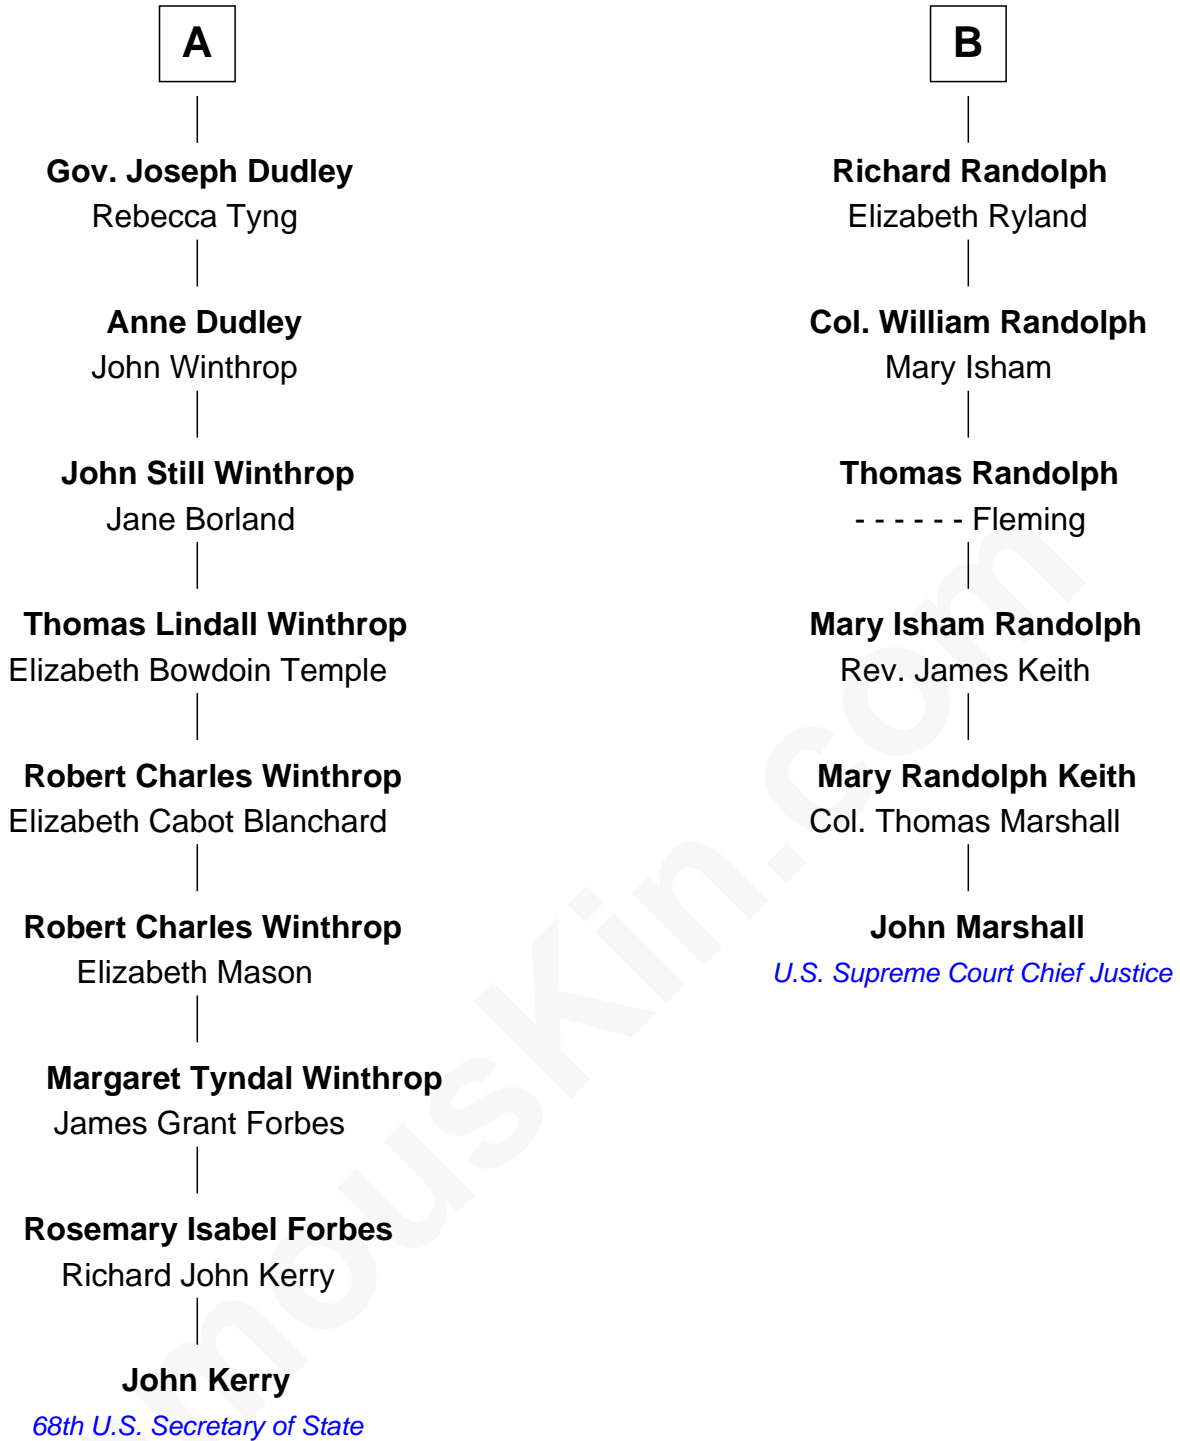 A
Gov. Joseph Dudley
Rebecca Tyng
Anne Dudley
John Winthrop
John Still Winthrop
Jane Borland
Thomas Lindall Winthrop
Elizabeth Bowdoin Temple
Robert Charles Winthrop
Elizabeth Cabot Blanchard
Robert Charles Winthrop
Elizabeth Mason
Margaret Tyndal Winthrop
James Grant Forbes
Rosemary Isabel Forbes
Richard John Kerry
John Kerry
68th U.S. Secretary of State
B
Richard Randolph
Elizabeth Ryland
Col. William Randolph
Mary Isham
Thomas Randolph
- - - - - - Fleming
Mary Isham Randolph
Rev. James Keith
Mary Randolph Keith
Col. Thomas Marshall
John Marshall
U.S. Supreme Court Chief Justice
mousKin.com